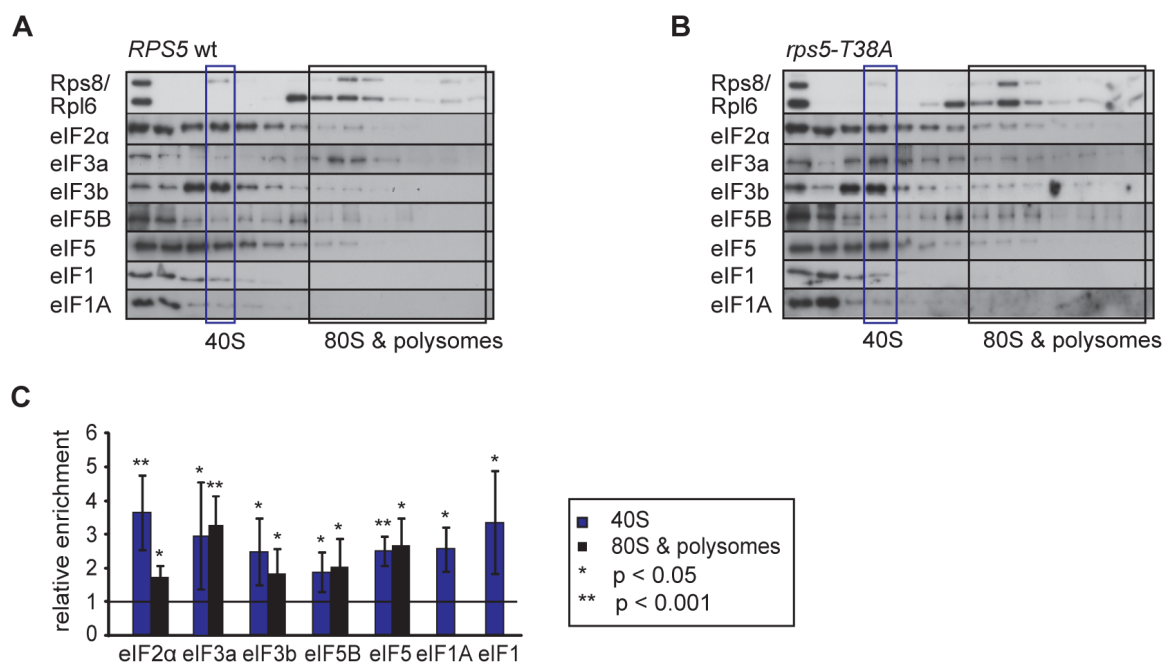 A
RPS5 wt
Rps8/
Rpl6
eIF2α
eIF3a
eIF3b
eIF5B
eIF5
eIF1
eIF1A
40S
80S & polysomes
B
rps5-T38A
Rps8/
Rpl6
eIF2α
eIF3a
eIF3b
eIF5B
eIF5
eIF1
eIF1A
40S
80S & polysomes
C
relative enrichment
6
5
4
3
2
1
0
** * * ** * * * * ** * * *
eIF2α eIF3a eIF3b eIF5B eIF5 eIF1A eIF1
40S
80S & polysomes
* p < 0.05
** p < 0.001